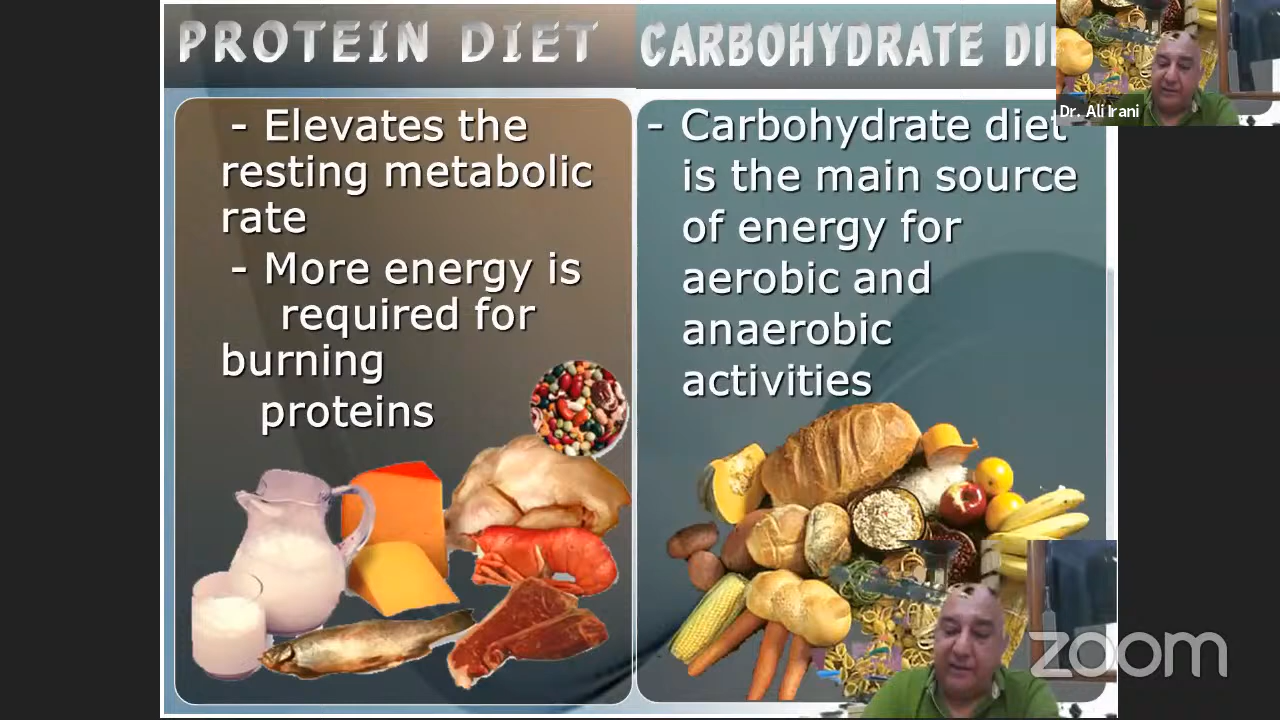 PROTEIN DIET
- Elevates the
resting metabolic
rate
- More energy is
required for
burning
proteins
CARBOHYDRATE
- Carbohydrate diet
is the main source
of energy for
aerobic and
anaerobic
activities
Dr. Ali Irani
zoom